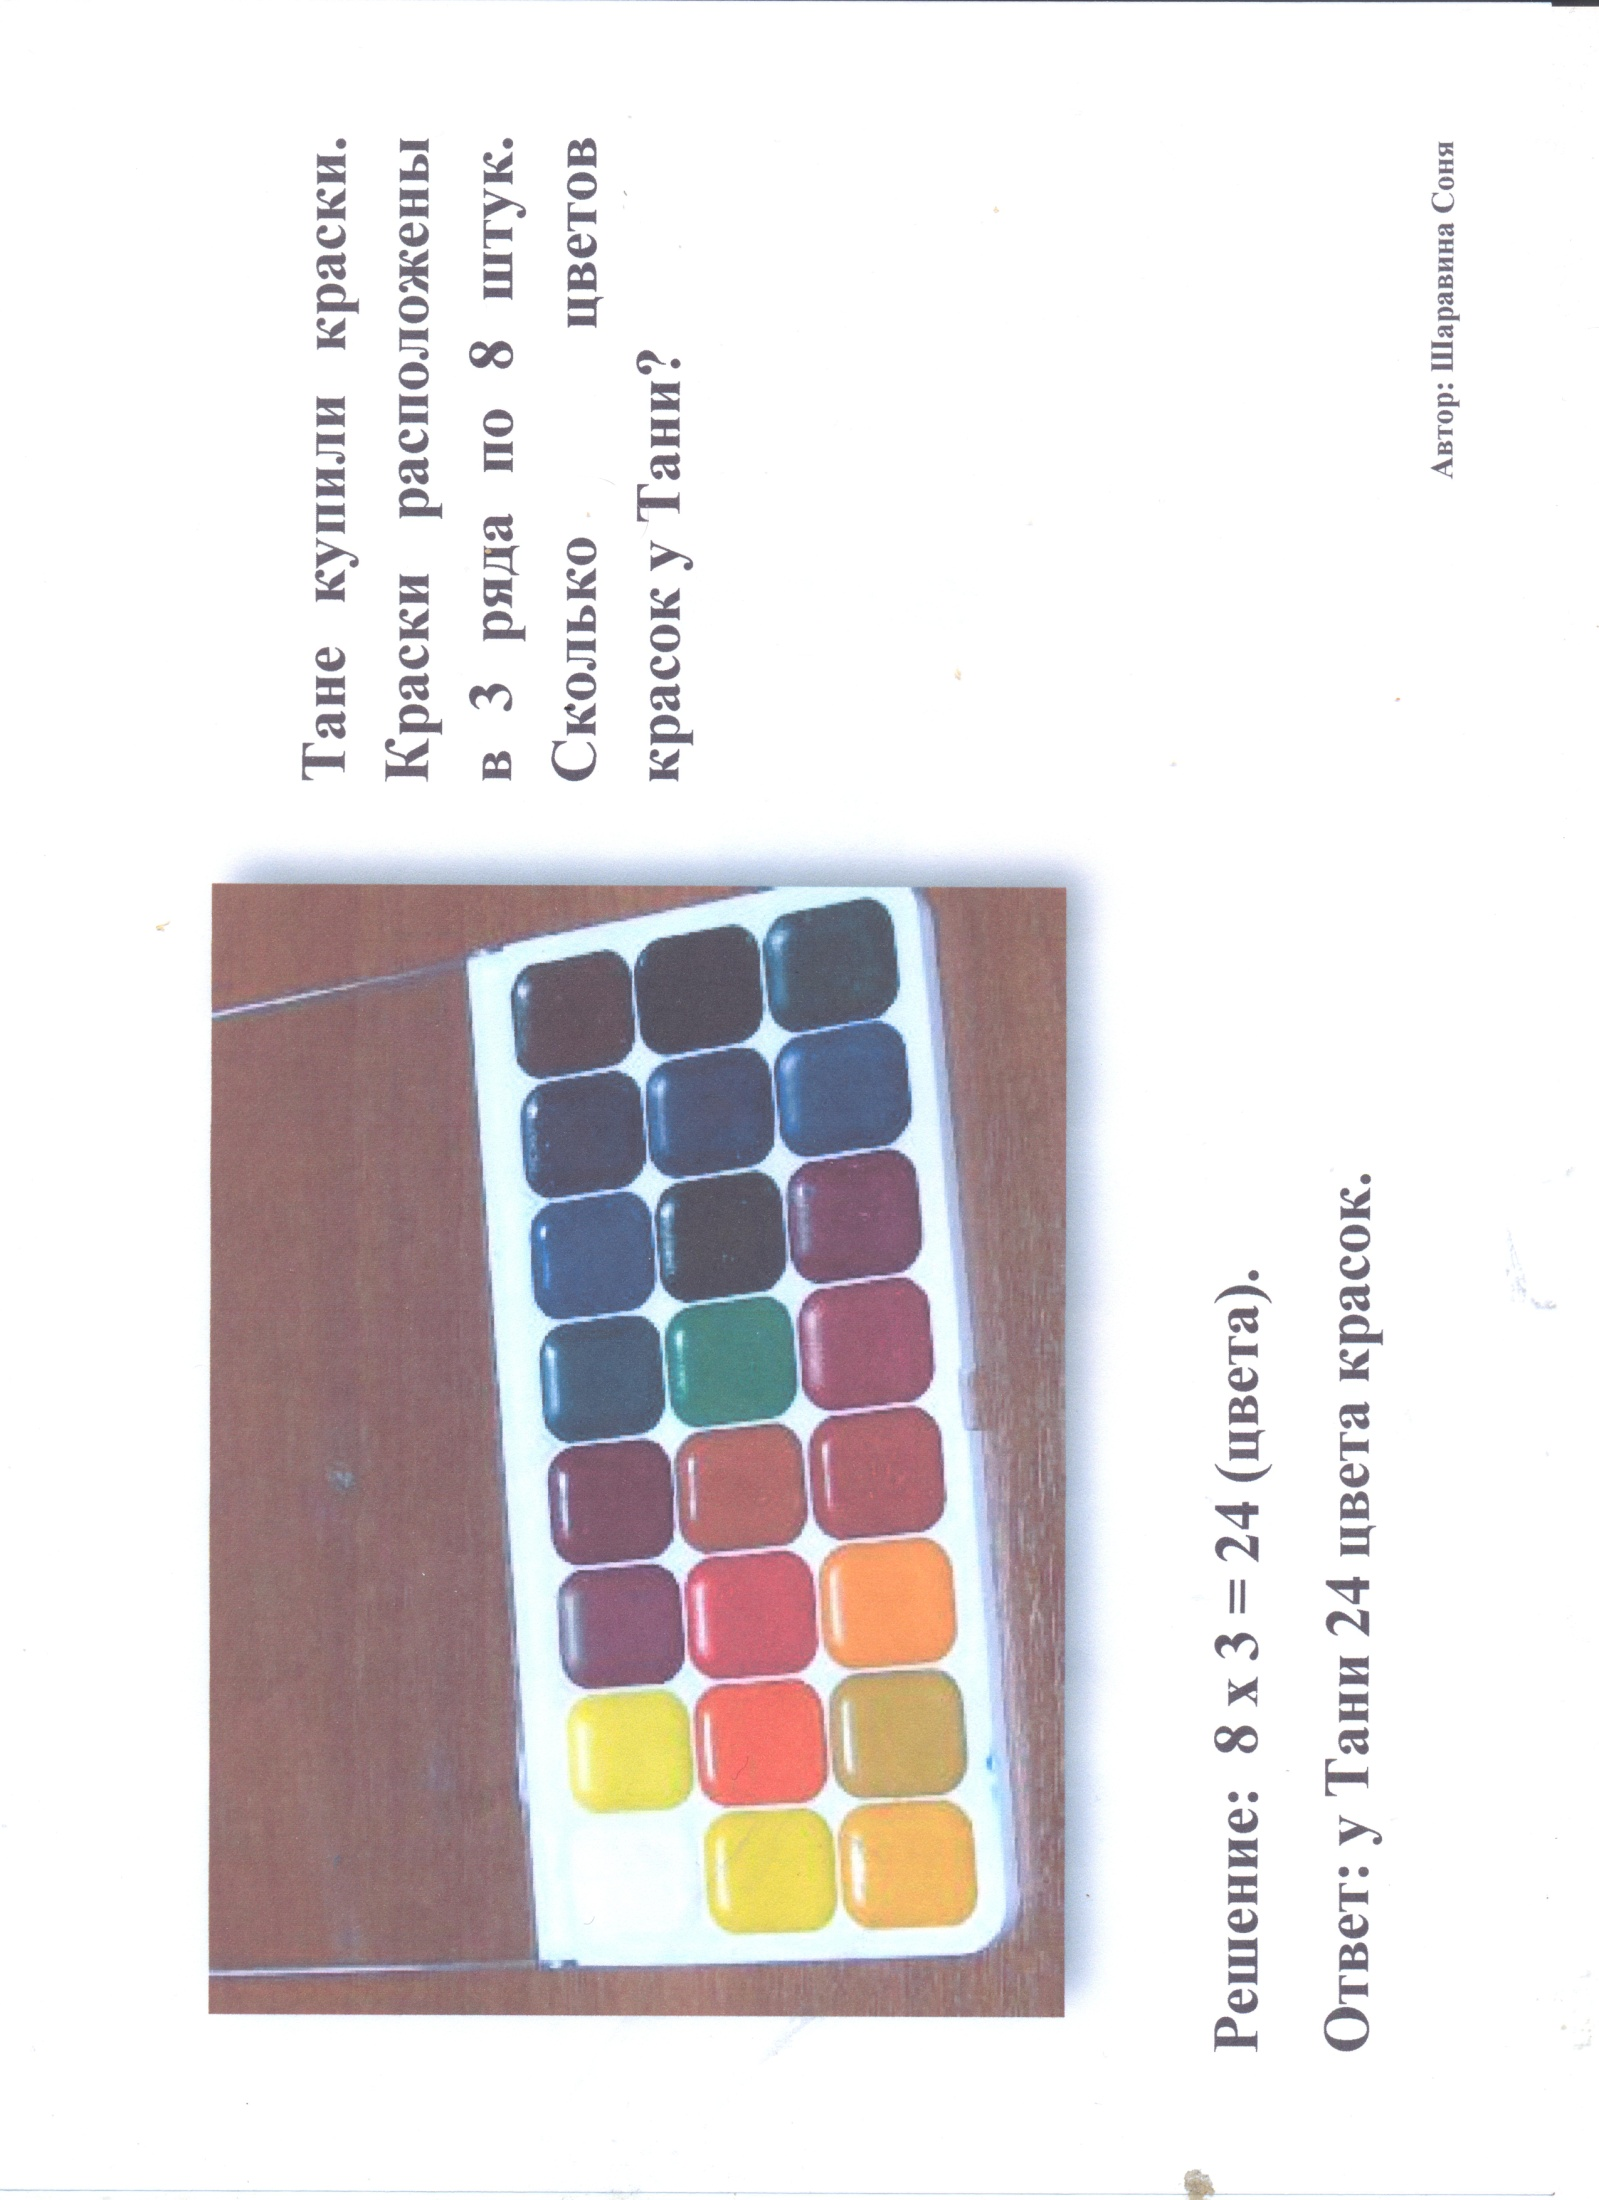 Тане купили краски.
Краски расположены
в 3 ряда по 8 штук.
Сколько цветов
красок у Тани?
Решение: 8 х 3 = 24 (цвета).
Ответ: у Тани 24 цвета красок.
Автор: Шаравина Соня